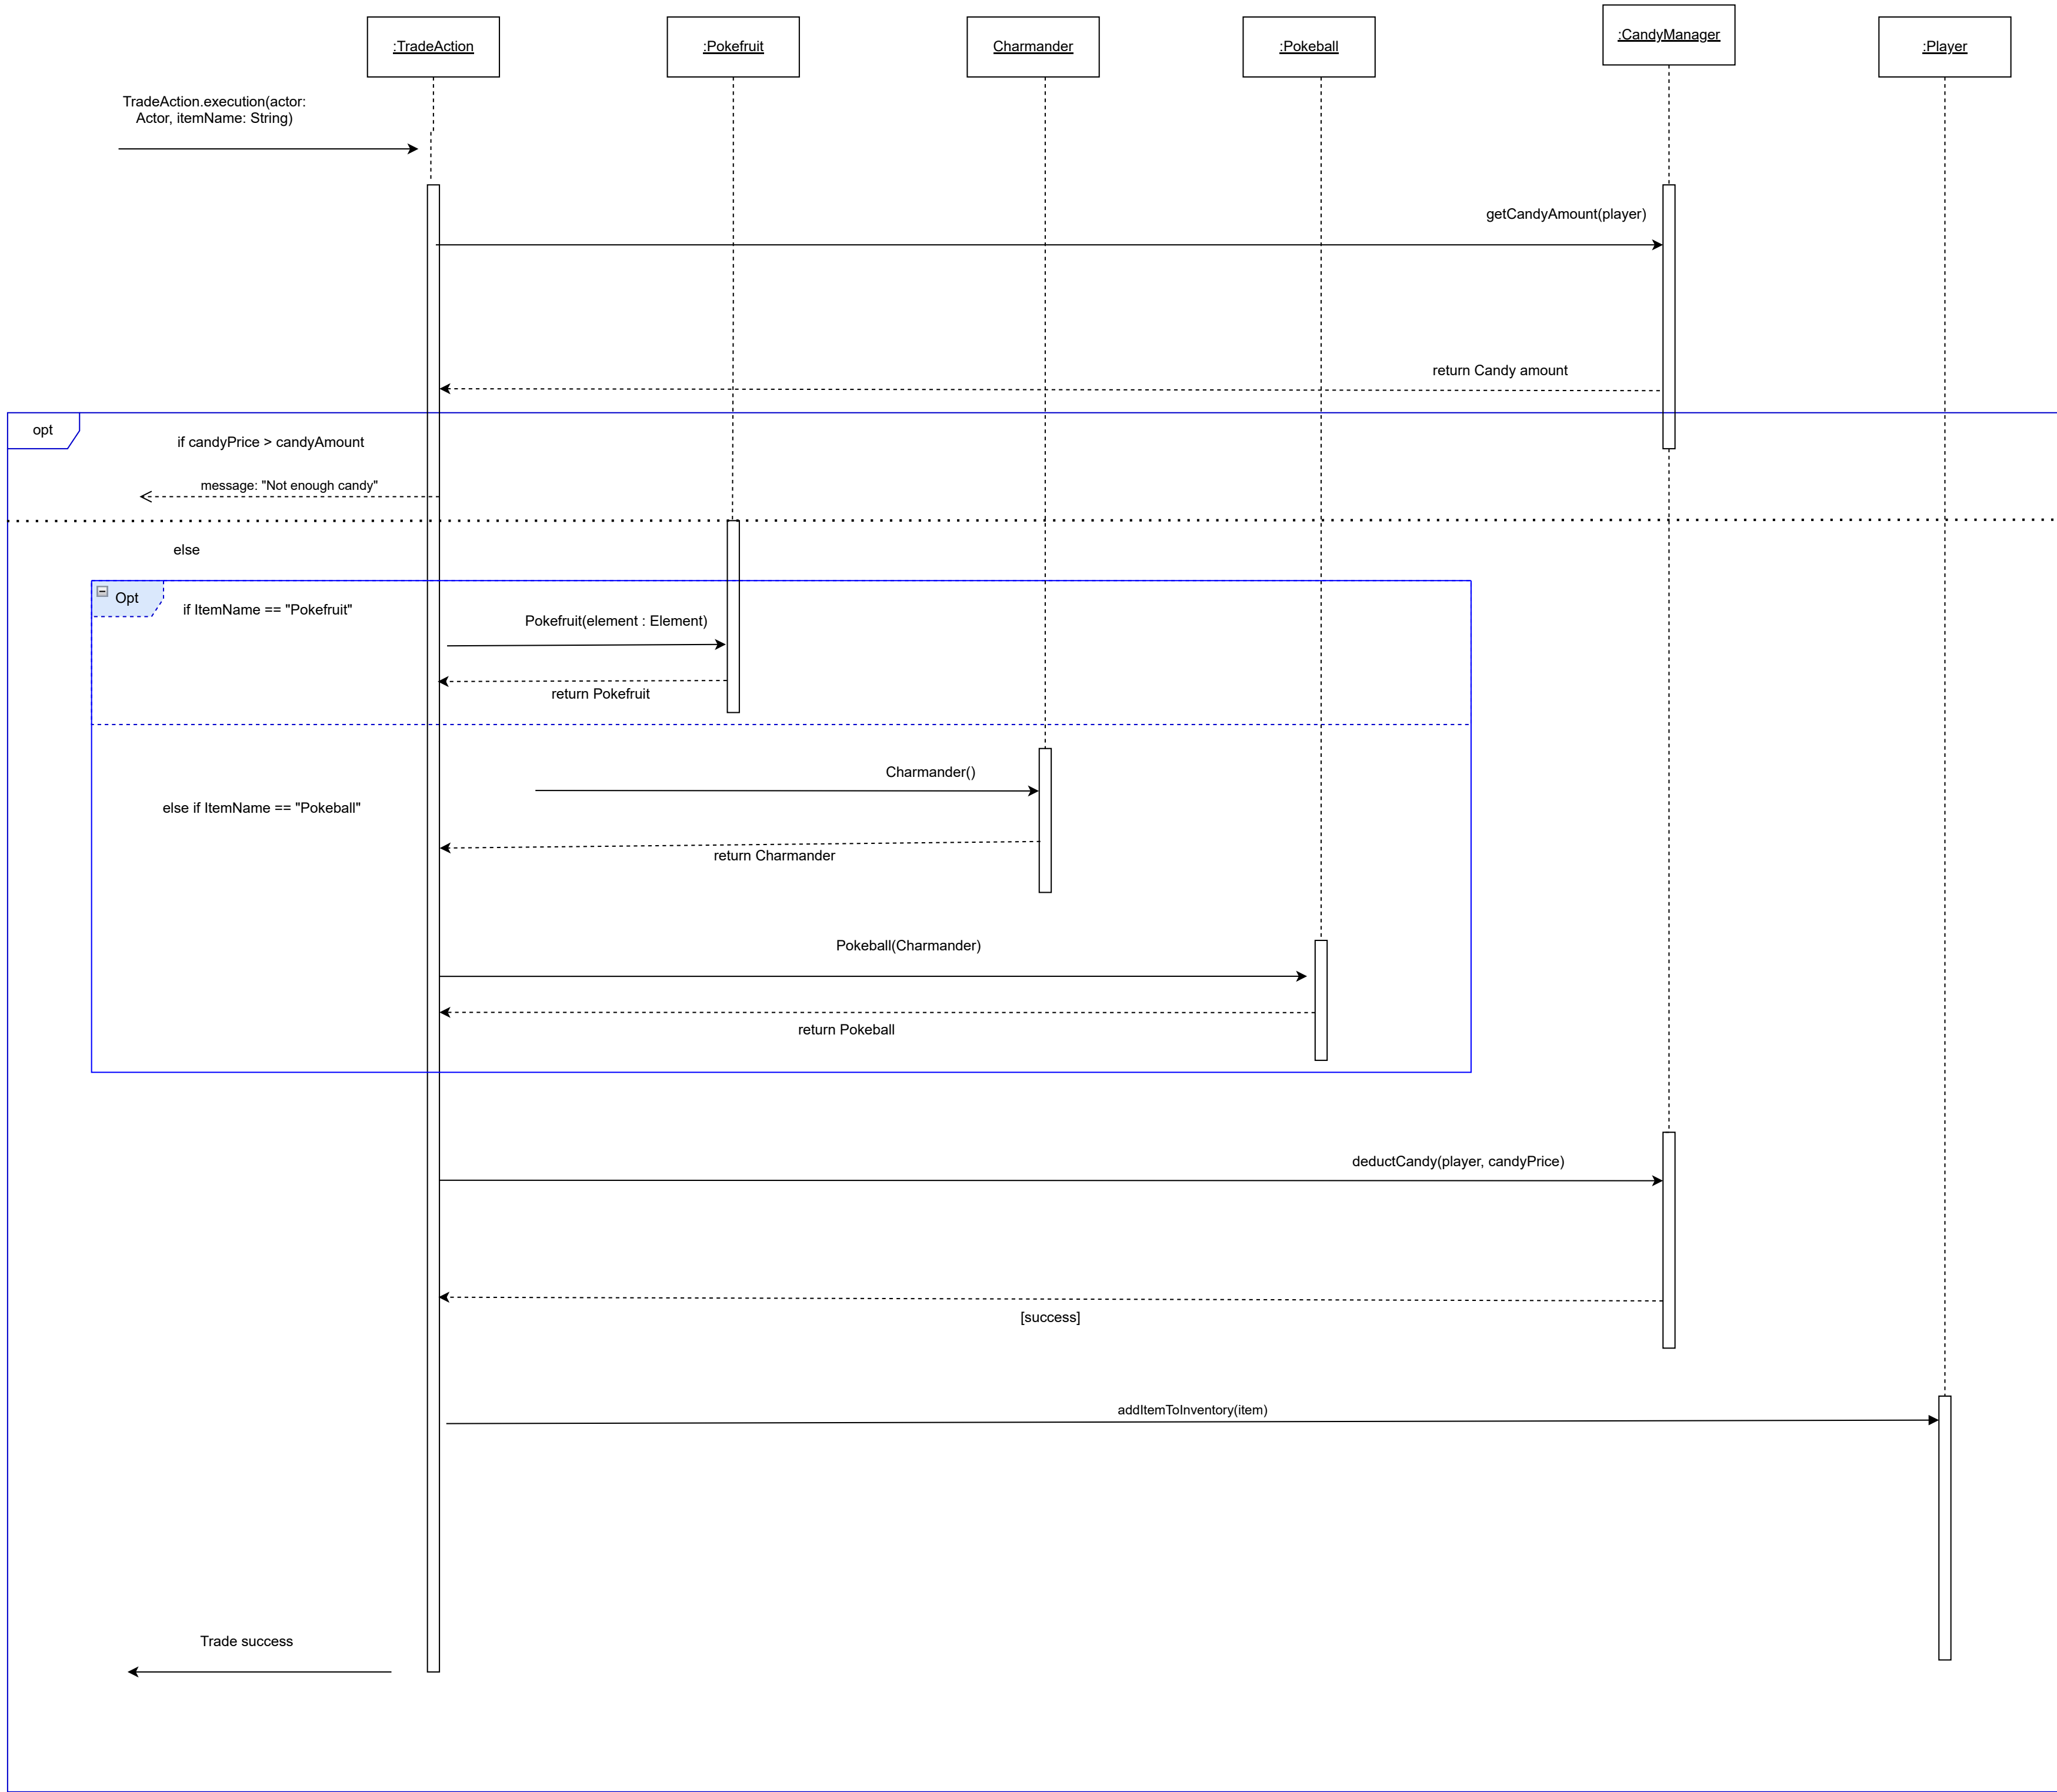 :TradeAction
:Pokefruit
Charmander
:Pokeball
:CandyManager
:Player
TradeAction.execution(actor:
Actor, itemName: String)
getCandyAmount(player)
return Candy amount
opt
if candyPrice > candyAmount
message: "Not enough candy"
else
Opt
if ItemName == "Pokefruit"
Pokefruit(element : Element)
return Pokefruit
Charmander()
else if ItemName == "Pokeball"
return Charmander
Pokeball(Charmander)
return Pokeball
deductCandy(player, candyPrice)
[success]
addItemToInventory(item)
Trade success